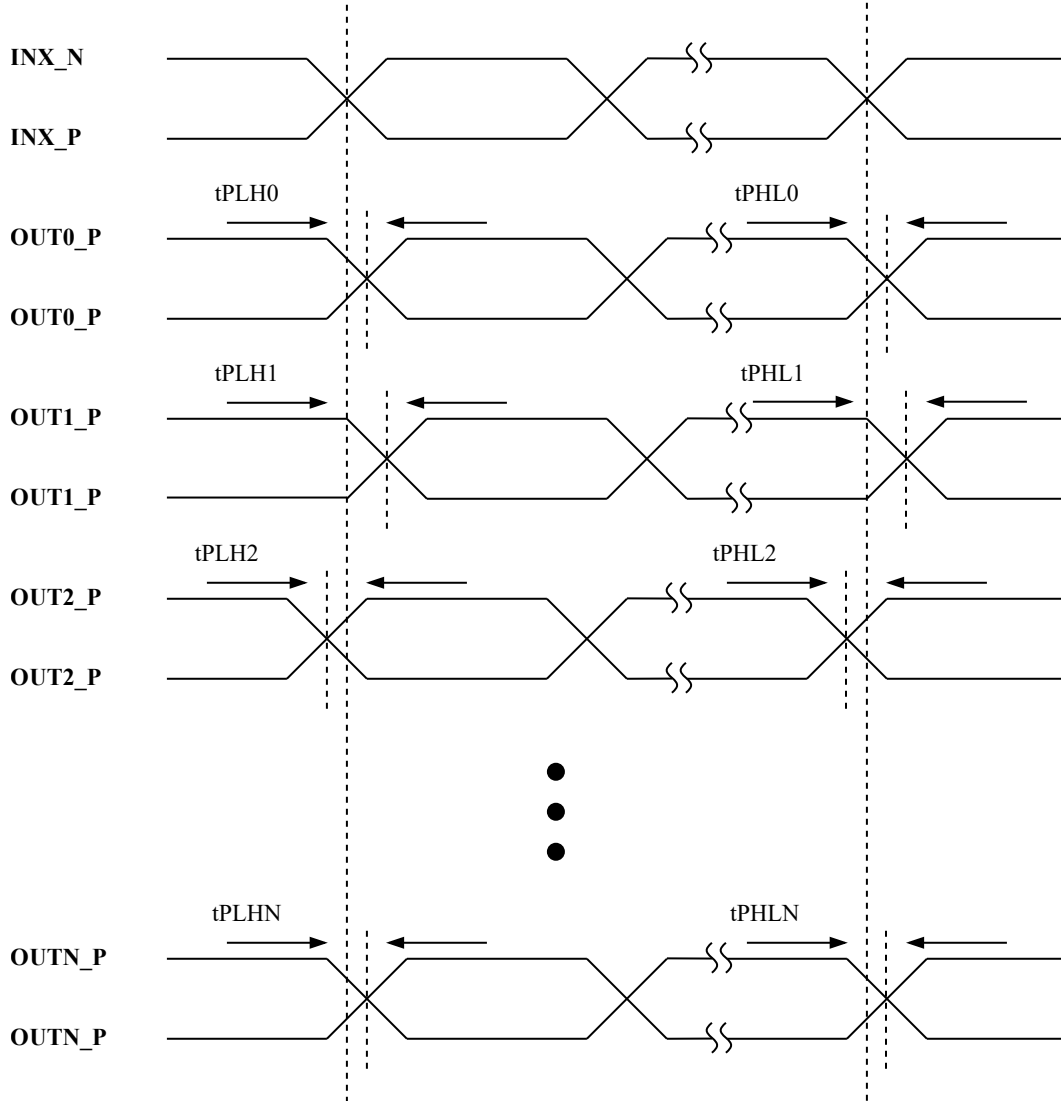 INX_N
INX_P
tPLH0 tPHL0
OUT0_P
OUT0_P
tPLH1 tPHL1
OUT1_P
OUT1_P
tPLH2 tPHL2
OUT2_P
OUT2_P
tPLHN tPHLN
OUTN_P
OUTN_P